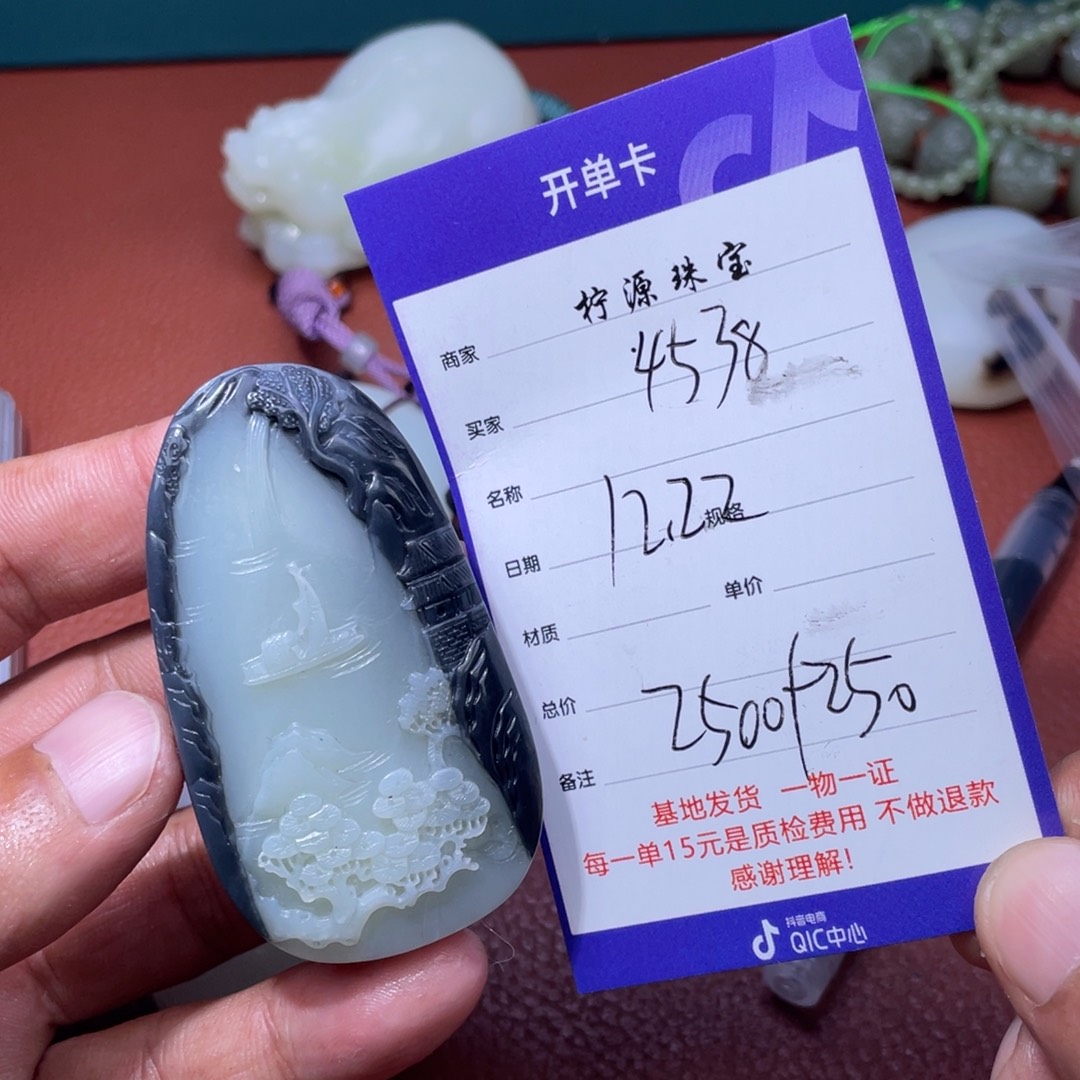 开单卡
商家 柠源珠宝
买家 4538
名称
日期 12.22 规格
材质 单价
总价 2500+250
备注
基地发货 一物一证
每一单15元是质检费用 不做退款
感谢理解!
抖音电商
QIC中心